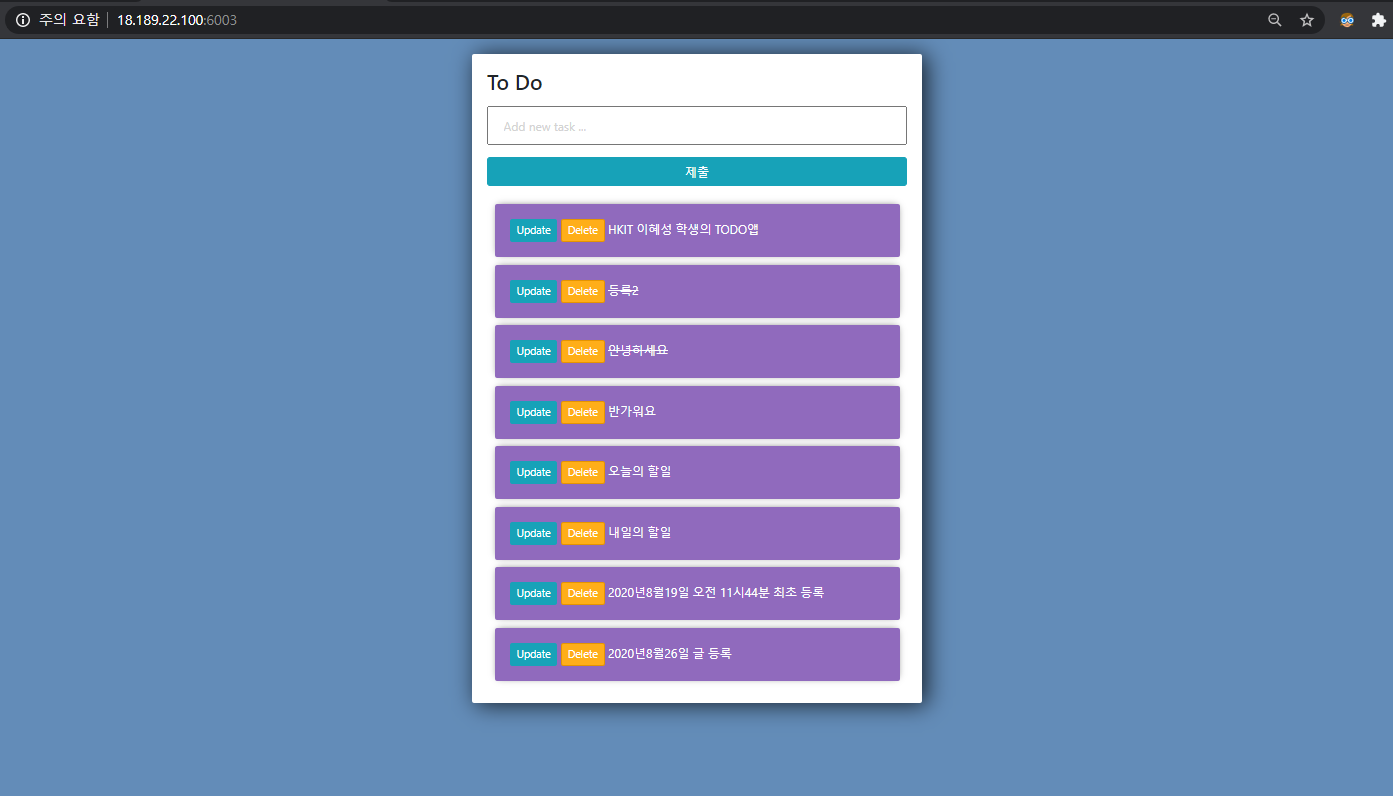 주의 요함 18.189.22.100:6003
To Do
Add new task ...
제출
Update Delete HKIT 이혜성 학생의 TODO앱
Update Delete 등록2
Update Delete 안녕하세요
Update Delete 반가워요
Update Delete 오늘의 할일
Update Delete 내일의 할일
Update Delete 2020년8월19일 오전 11시44분 최초 등록
Update Delete 2020년8월26일 글 등록